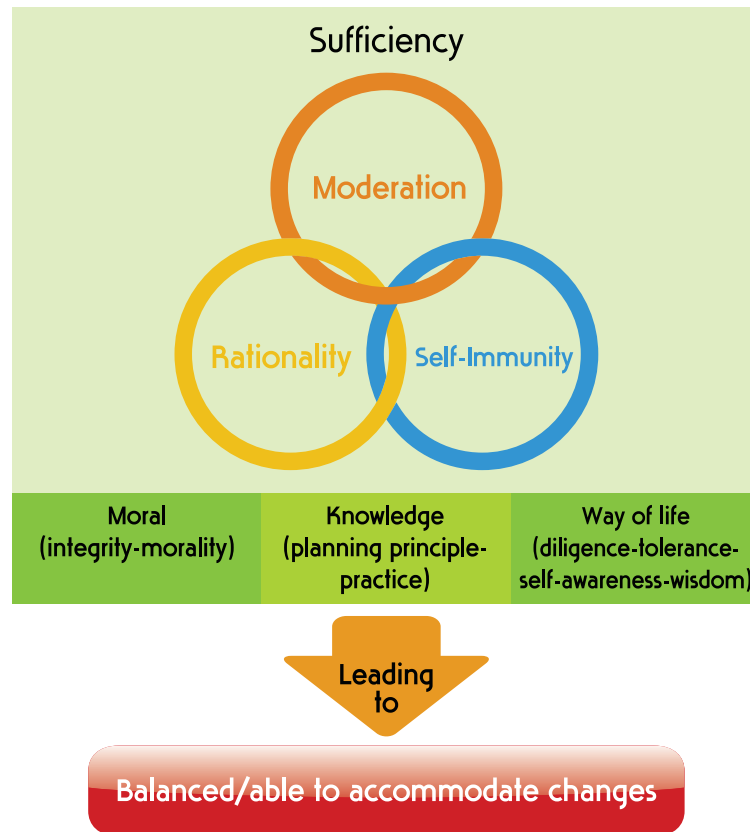 Sufficiency
Moderation
Rationality
Self-Immunity
Moral
(integrity-morality)
Knowledge
(planning principle-
practice)
Way of life
(diligence-tolerance-
self-awareness-wisdom)
Leading
to
Balanced/able to accommodate changes